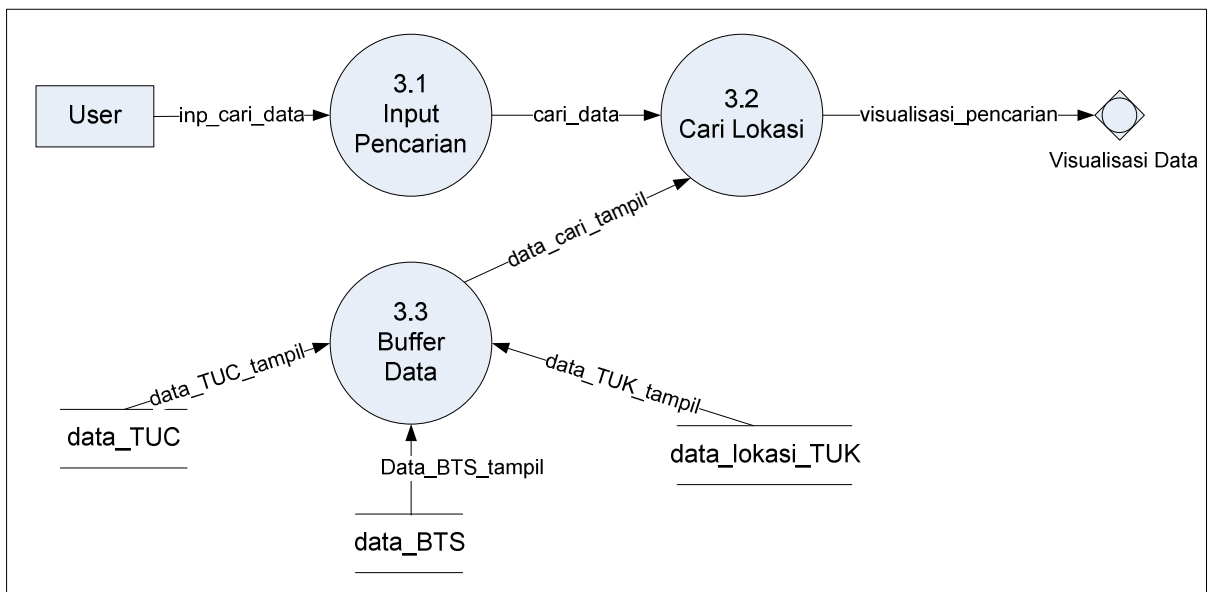 User
inp_cari_data
3.1
Input
Pencarian
cari_data
3.2
Cari Lokasi
visualisasi_pencarian
Visualisasi Data
data_cari_tampil
3.3
Buffer
Data
data_TUC_tampil
data_TUK_tampil
data_TUC
Data_BTS_tampil
data_lokasi_TUK
data_BTS